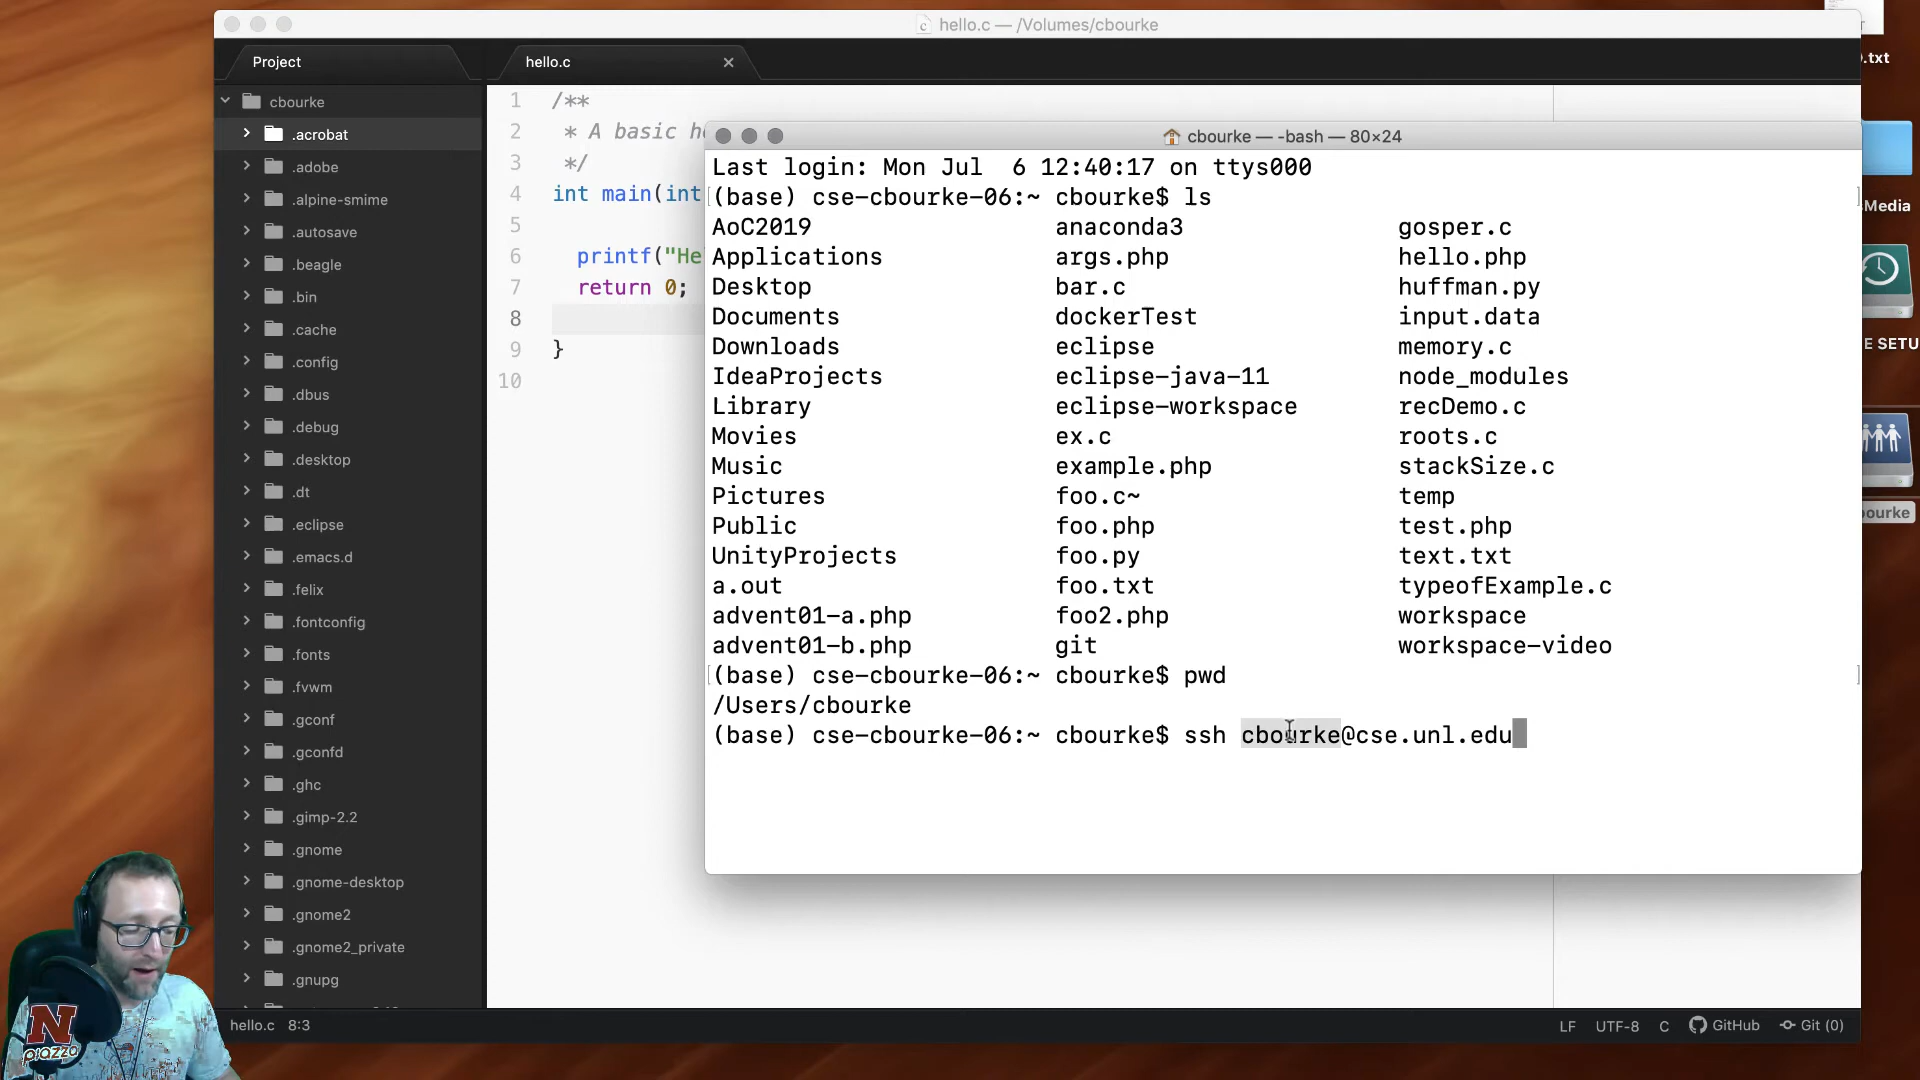 hello.c — /Volumes/cbourke
Project
hello.c
cbourke
.acrobat
.adobe
.alpine-smime
.autosave
.beagle
.bin
.cache
.config
.dbus
.debug
.desktop
.dt
.eclipse
.emacs.d
.felix
.fontconfig
.fonts
.fvwm
.gconf
.gconfd
.ghc
.gimp-2.2
.gnome
.gnome-desktop
.gnome2
.gnome2_private
.gnupg
1 /**
2 * A basic he
3 */
4 int main(int
5
6 printf("He
7 return 0;
8
9 }
10
cbourke — -bash — 80×24
Last login: Mon Jul  6 12:40:17 on ttys000
(base) cse-cbourke-06:~ cbourke$ ls
AoC2019 anaconda3 gosper.c
Applications args.php hello.php
Desktop bar.c huffman.py
Documents dockerTest input.data
Downloads eclipse memory.c
IdeaProjects eclipse-java-11 node_modules
Library eclipse-workspace recDemo.c
Movies ex.c roots.c
Music example.php stackSize.c
Pictures foo.c~ temp
Public foo.php test.php
UnityProjects foo.py text.txt
a.out foo.txt typeofExample.c
advent01-a.php foo2.php workspace
advent01-b.php git workspace-video
(base) cse-cbourke-06:~ cbourke$ pwd
/Users/cbourke
(base) cse-cbourke-06:~ cbourke$ ssh cbourke@cse.unl.edu
.txt
sMedia
E SETU
ourke
hello.c 8:3
LF UTF-8 C GitHub Git (0)
N
piazza